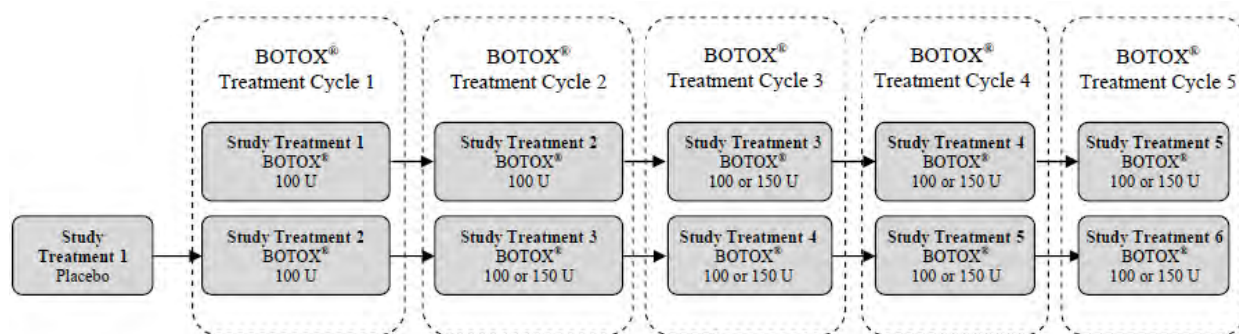 BOTOX®
Treatment Cycle 1
BOTOX®
Treatment Cycle 2
BOTOX®
Treatment Cycle 3
BOTOX®
Treatment Cycle 4
BOTOX®
Treatment Cycle 5
Study Treatment 1
BOTOX®
100 U
Study Treatment 2
BOTOX®
100 U
Study Treatment 3
BOTOX®
100 or 150 U
Study Treatment 4
BOTOX®
100 or 150 U
Study Treatment 5
BOTOX®
100 or 150 U
Study
Treatment 1
Placebo
Study Treatment 2
BOTOX®
100 U
Study Treatment 3
BOTOX®
100 or 150 U
Study Treatment 4
BOTOX®
100 or 150 U
Study Treatment 5
BOTOX®
100 or 150 U
Study Treatment 6
BOTOX®
100 or 150 U